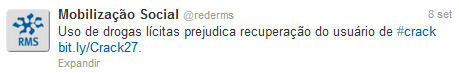 Mobilização Social @rederms 8 set
Uso de drogas lícitas prejudica recuperação do usuário de #crack
bit.ly/Crack27.
Expandir
RMS